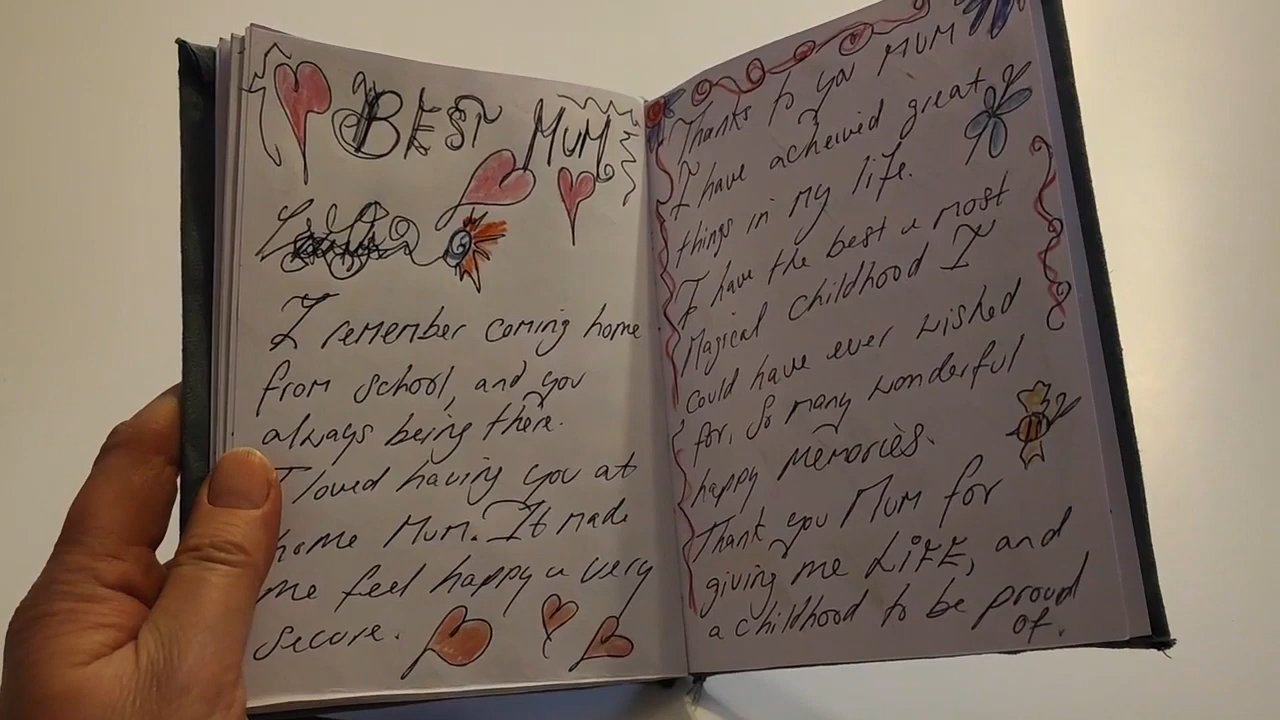 BEST MUM
I remember coming home
from school, and you
always being there.
I loved having you at
home Mum. It made
me feel happy u very
secure.
Thanks to you MUM
I have acheived great
things in my life.
I have the best u most
Magical childhood I
could have ever wished
for. So many wonderful
happy memories.
Thank you Mum for
giving me LIFE, and
a childhood to be proud
of.